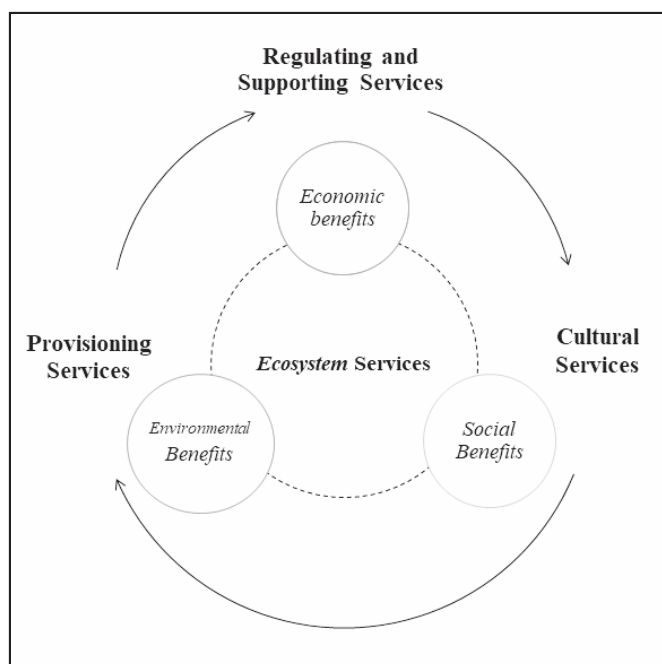 Regulating and
Supporting Services
Economic
benefits
Provisioning
Services
Ecosystem Services
Cultural
Services
Environmental
Benefits
Social
Benefits